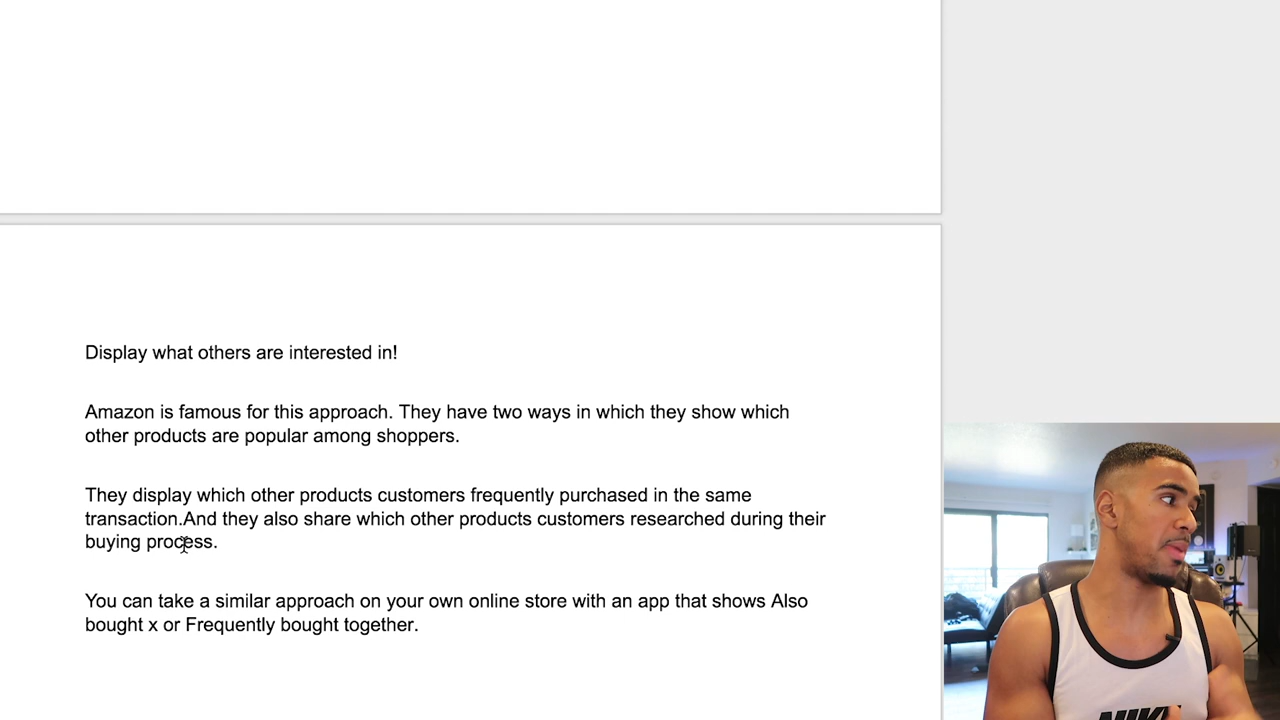 Display what others are interested in!
Amazon is famous for this approach. They have two ways in which they show which
other products are popular among shoppers.
They display which other products customers frequently purchased in the same
transaction.And they also share which other products customers researched during their
buying process.
You can take a similar approach on your own online store with an app that shows Also
bought x or Frequently bought together.
NIKE